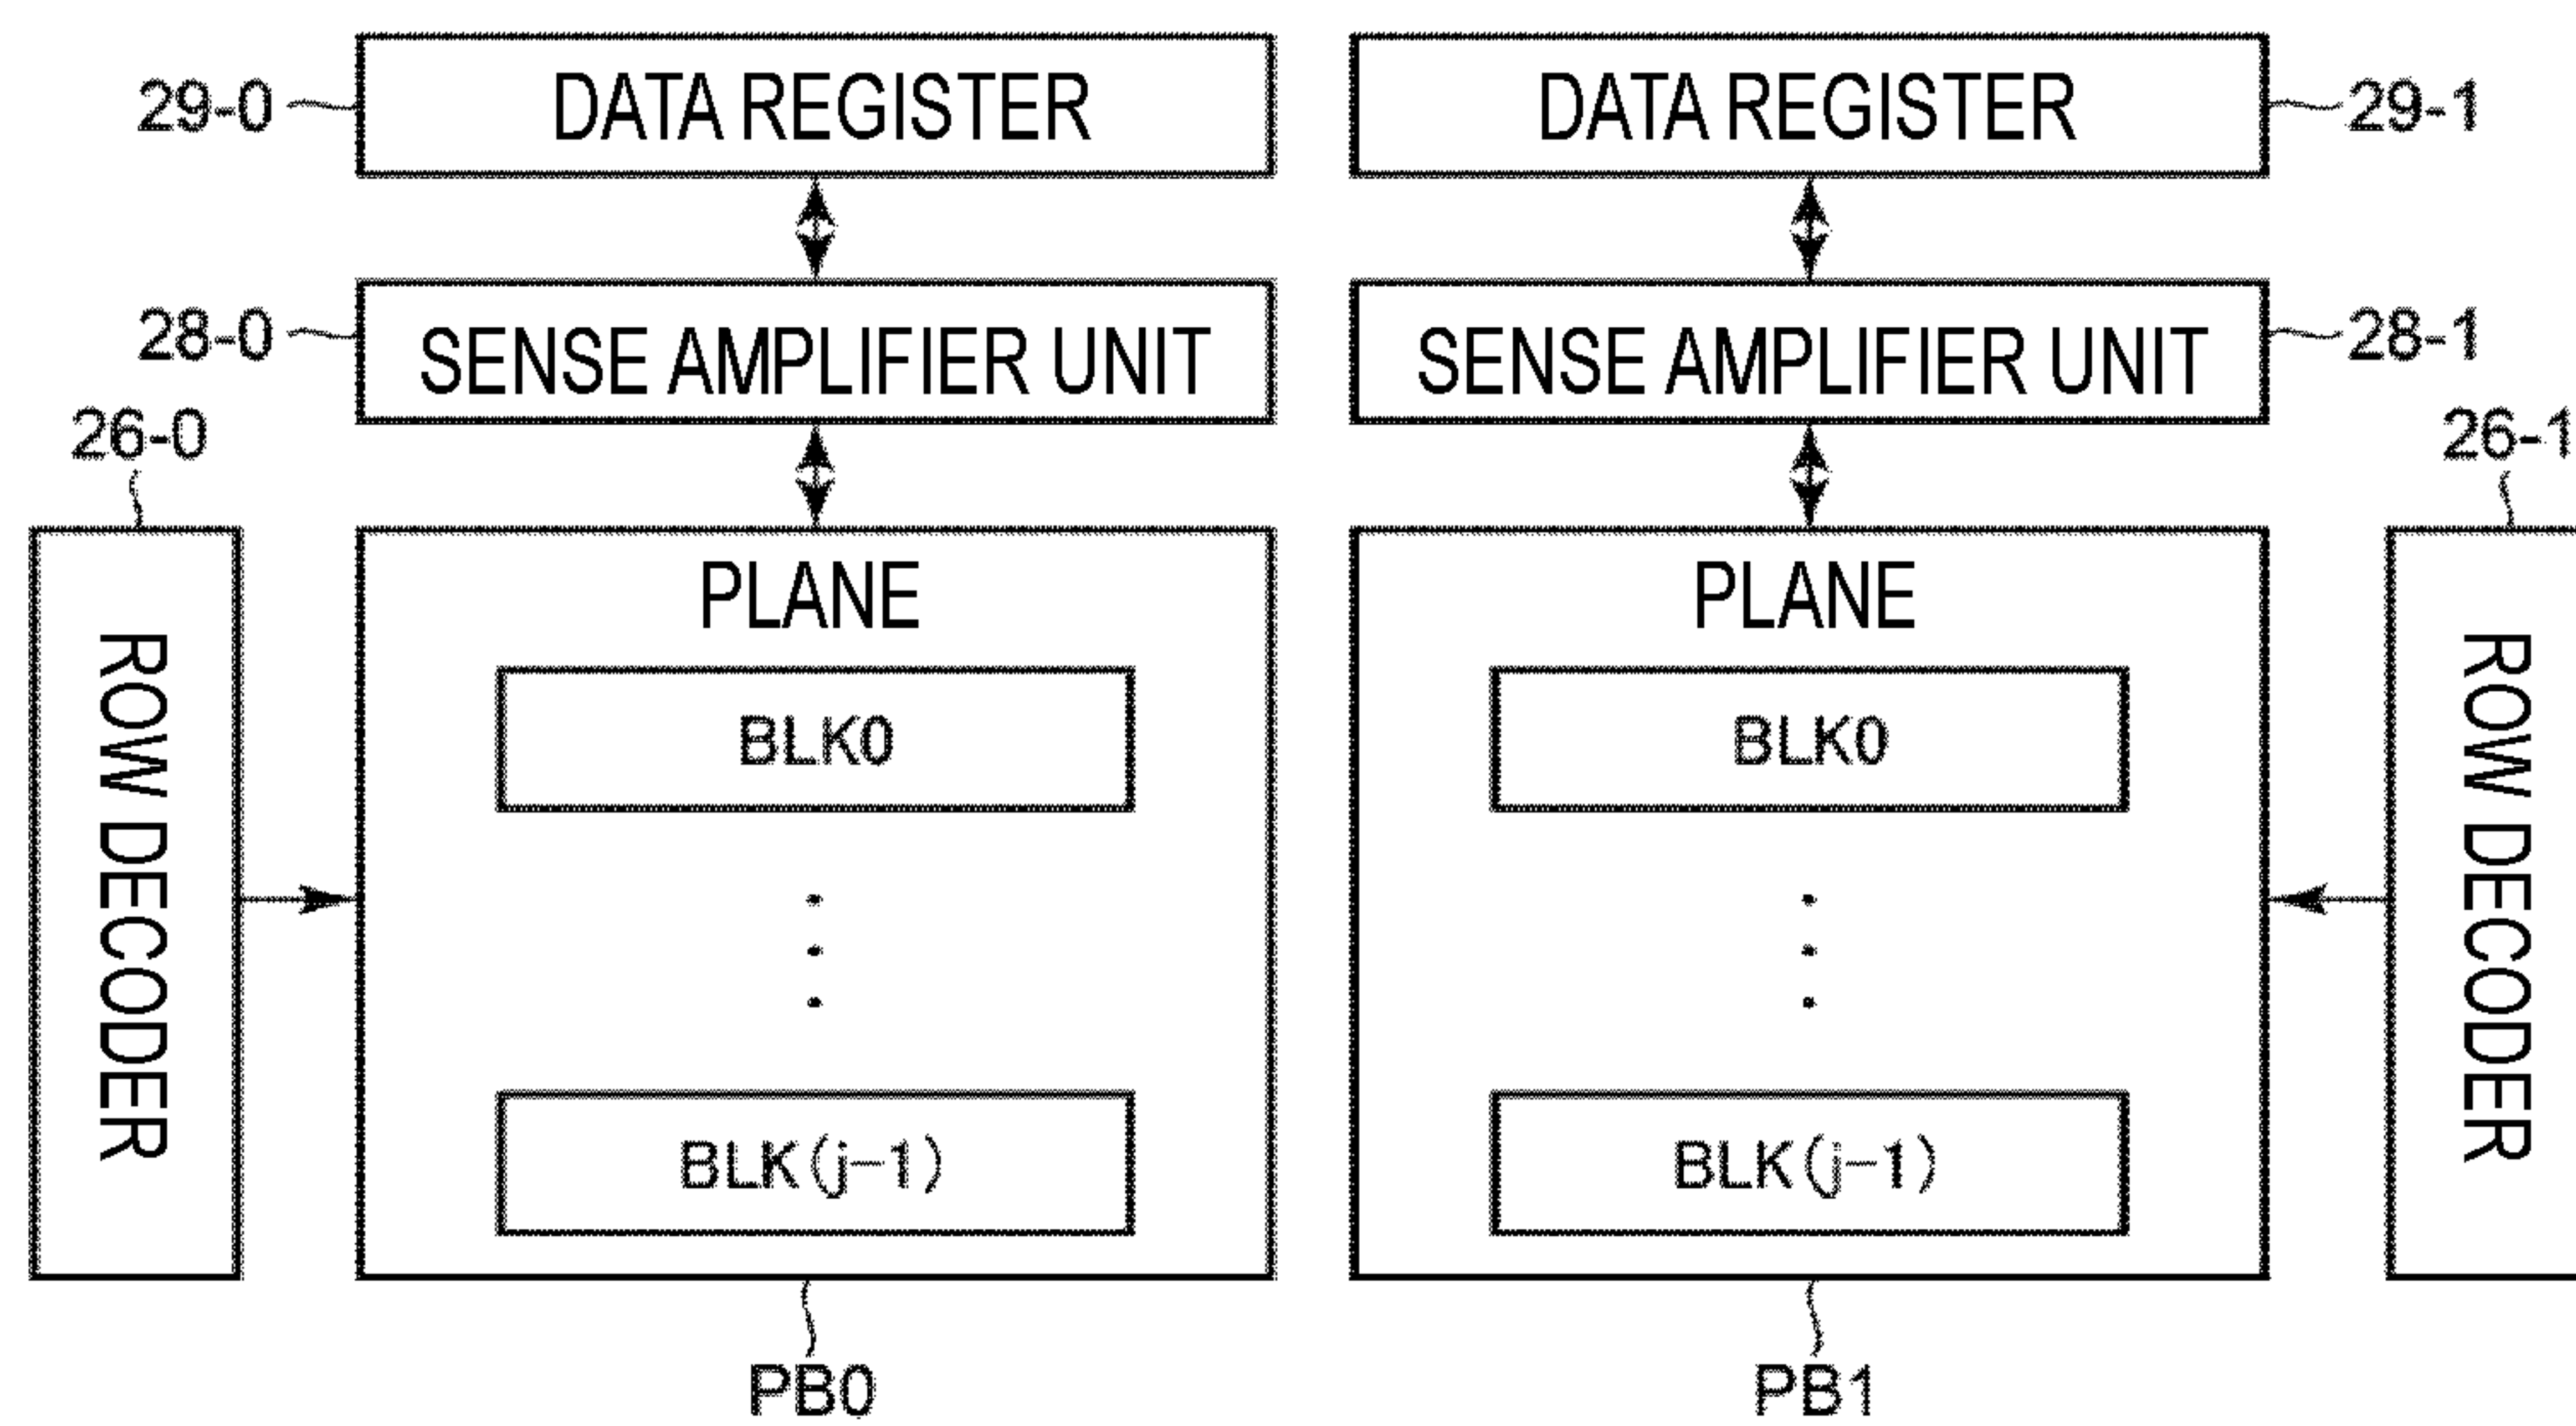 29-0
DATA REGISTER
DATA REGISTER
29-1
28-0
SENSE AMPLIFIER UNIT
SENSE AMPLIFIER UNIT
28-1
26-0
26-1
ROW DECODER
PLANE
BLK0
BLK(j-1)
PLANE
BLK0
BLK(j-1)
ROW DECODER
PB0
PB1